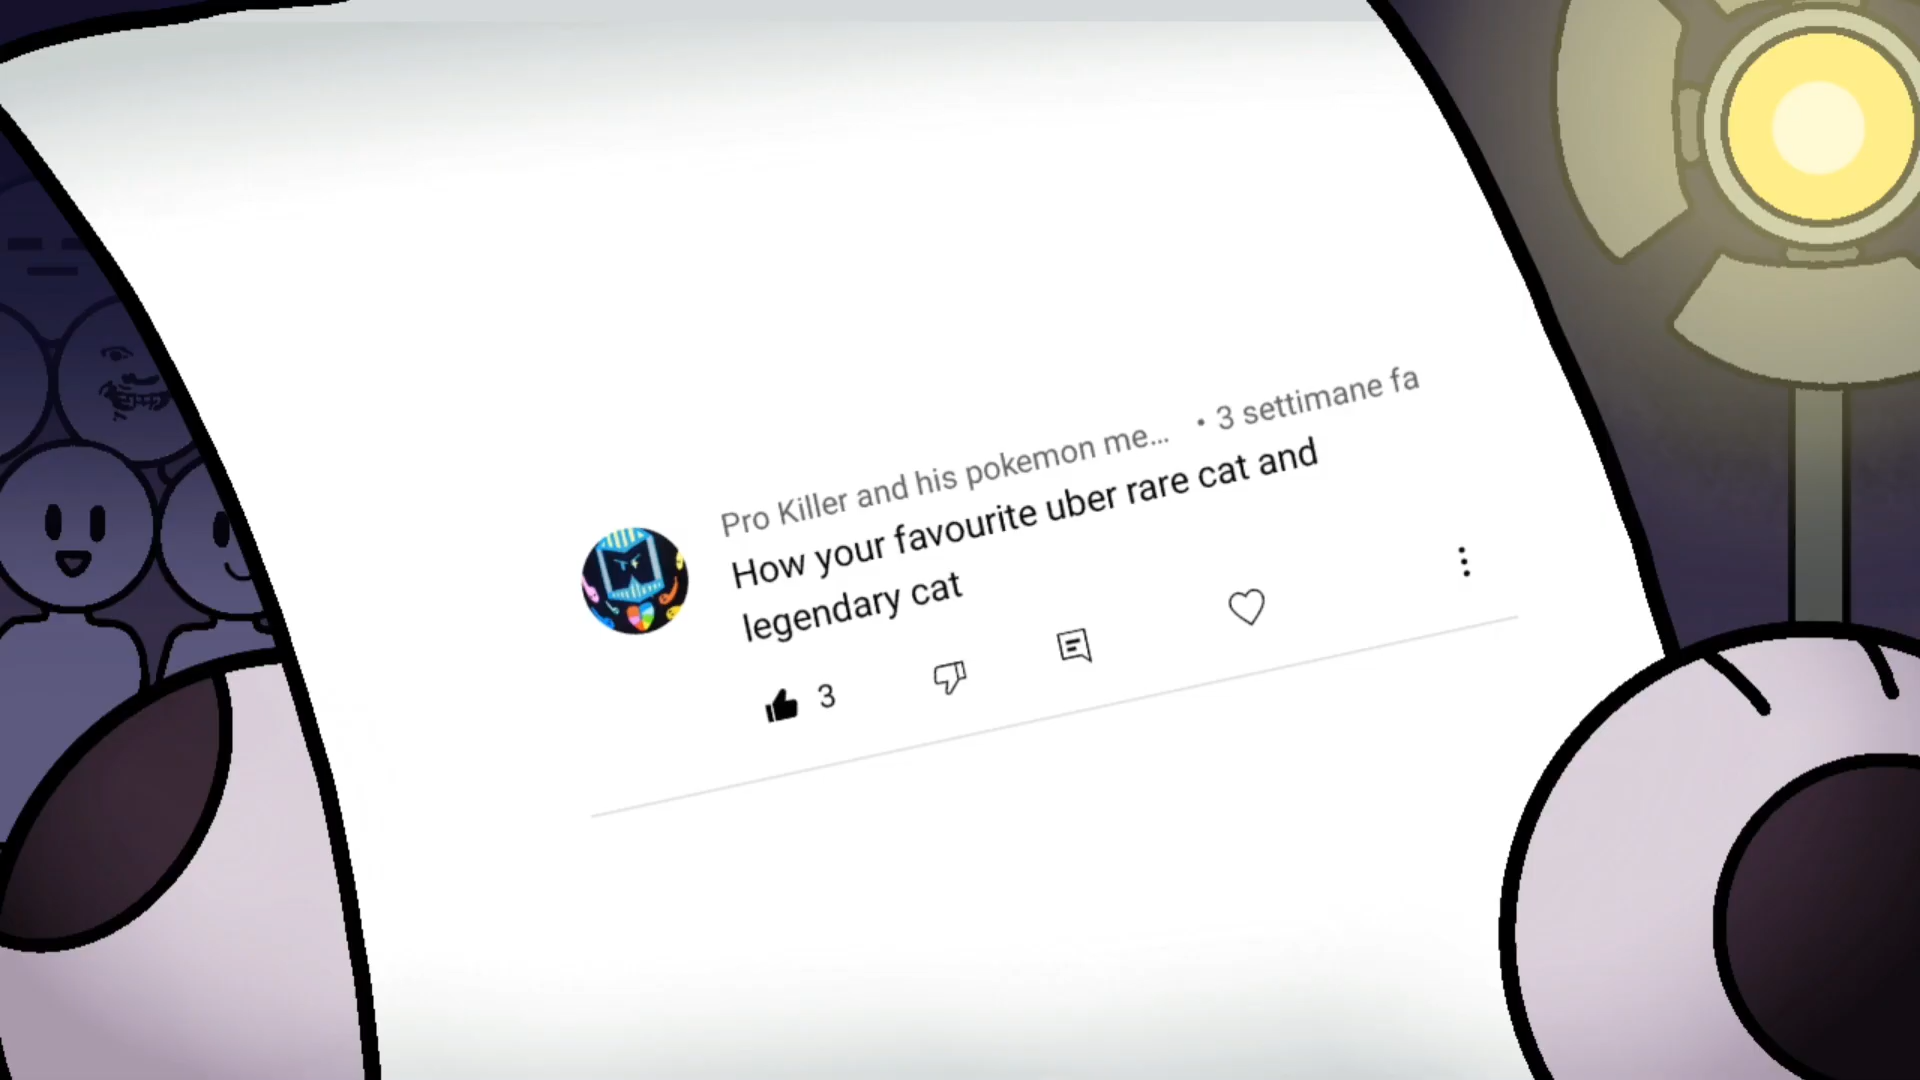 Pro Killer and his pokemon me... • 3 settimane fa
How your favourite uber rare cat and
legendary cat
3